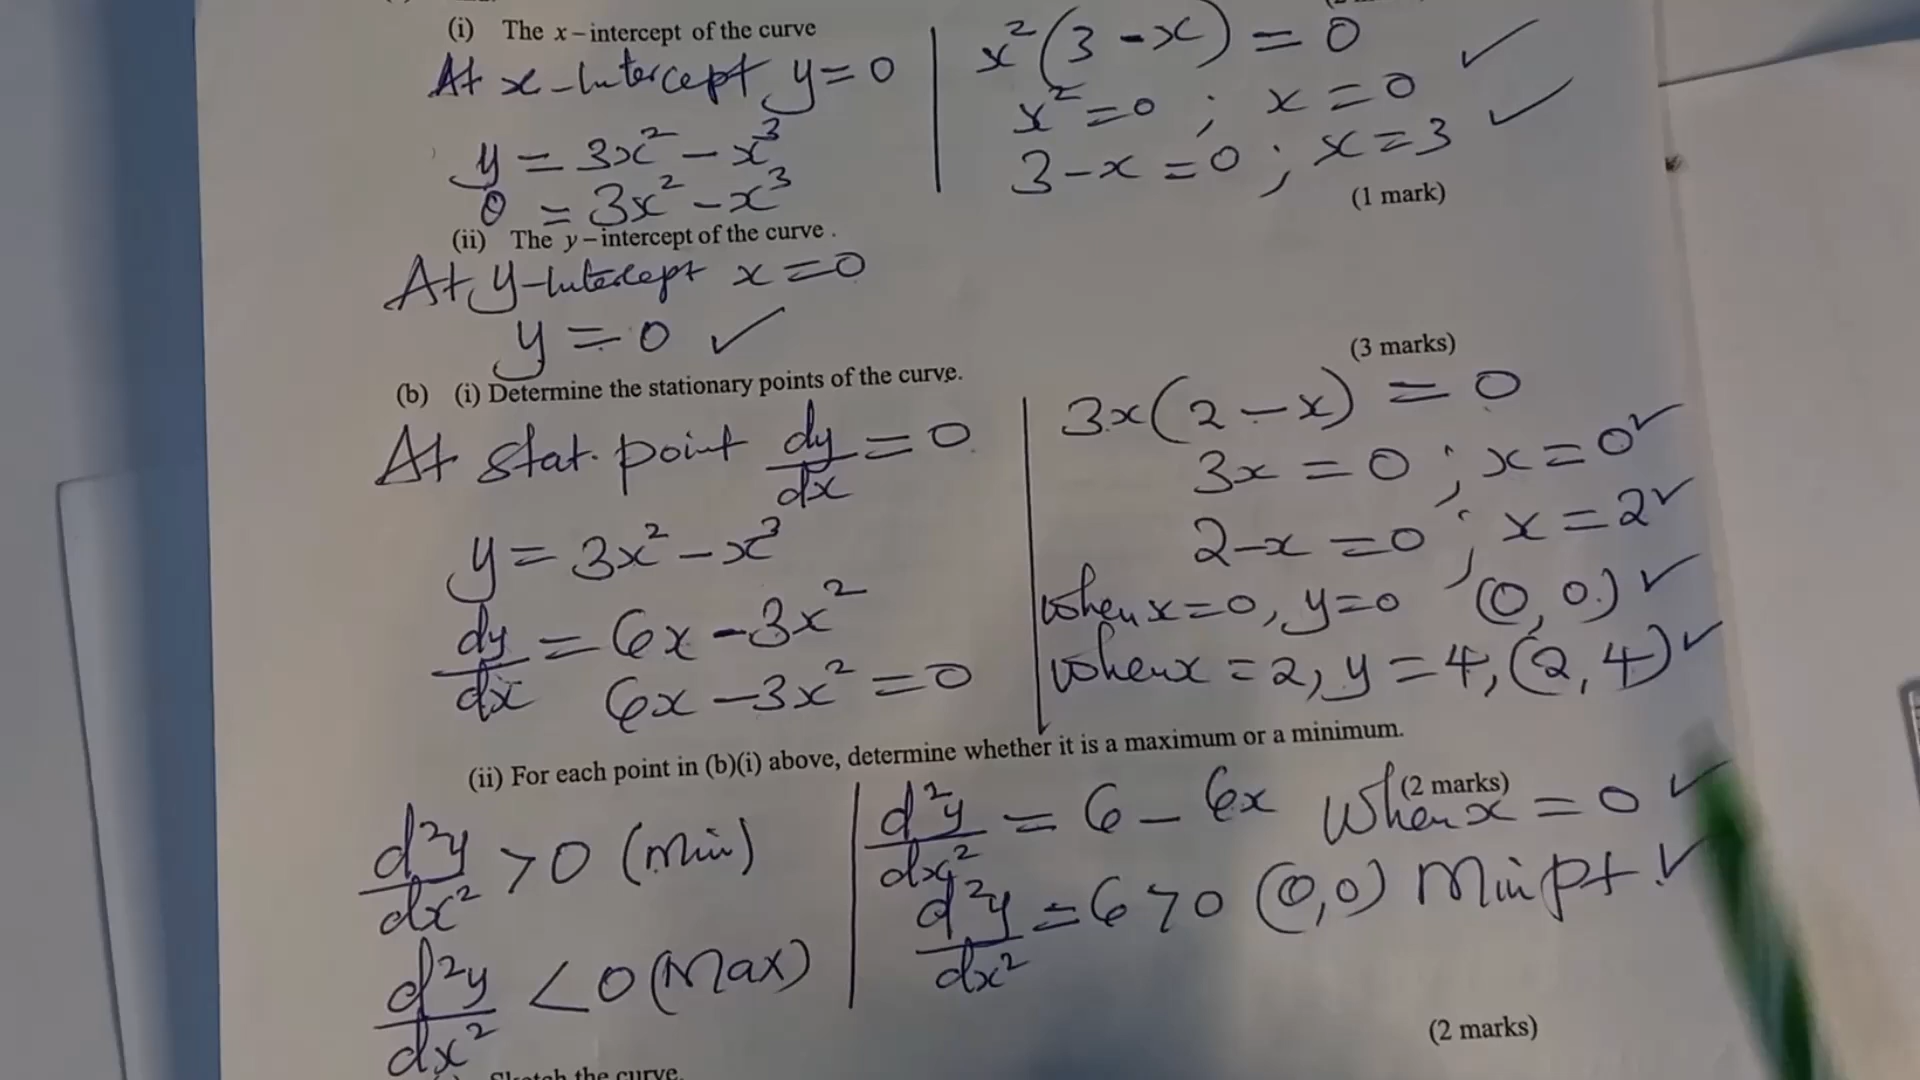 (i) The x-intercept of the curve
At x-Intercept y=0
y = 3x² - x³
0 = 3x² - x³
x²(3-x) = 0 ✓
x²=0 ; x=0 ✓
3-x=0 ; x=3
(1 mark)
(ii) The y-intercept of the curve.
At y-Intercept x=0
y=0 ✓
(3 marks)
(b) (i) Determine the stationary points of the curve.
At stat. point dy/dx = 0
y = 3x² - x³
dy/dx = 6x - 3x²
6x - 3x² = 0
3x(2-x) = 0
3x = 0 ; x=0 ✓
2-x = 0 ; x=2 ✓
When x=0, y=0 (0,0) ✓
When x=2, y=4, (2,4) ✓
(ii) For each point in (b)(i) above, determine whether it is a maximum or a minimum.
(2 marks)
d²y/dx² > 0 (Min)
d²y/dx² < 0 (Max)
d²y/dx² = 6 - 6x When x = 0 ✓
d²y/dx² = 6 > 0 (0,0) Min pt ✓
(2 marks)
Sketch the curve.